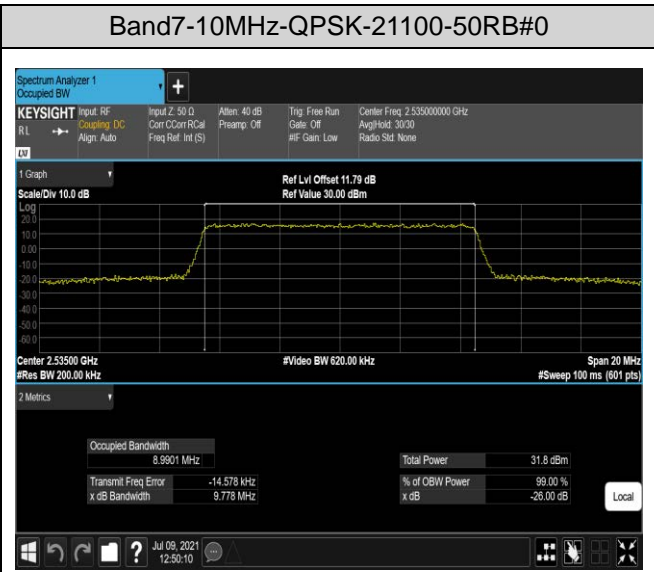 Band7-10MHz-QPSK-21100-50RB#0
Spectrum Analyzer 1
Occupied BW
+
KEYSIGHT Input: RF Input Z: 50 Ω Atten: 40 dB Trig: Free Run Center Freq: 2.535000000 GHz
RL Coupling: DC Corr CCorr RCal Preamp: Off Gate: Off Avg|Hold: 30/30
Align: Auto Freq Ref: Int (S) #IF Gain: Low Radio Std: None
LXI
1 Graph Ref Lvl Offset 11.79 dB
Scale/Div 10.0 dB Ref Value 30.00 dBm
Log
20.0
10.0
0.00
-10.0
-20.0
-30.0
-40.0
-50.0
-60.0
Center 2.53500 GHz #Video BW 620.00 kHz Span 20 MHz
#Res BW 200.00 kHz #Sweep 100 ms (601 pts)
2 Metrics
Occupied Bandwidth
8.9901 MHz Total Power 31.8 dBm
Transmit Freq Error -14.578 kHz % of OBW Power 99.00 %
x dB Bandwidth 9.778 MHz x dB -26.00 dB
Local
? Jul 09, 2021
12:50:10